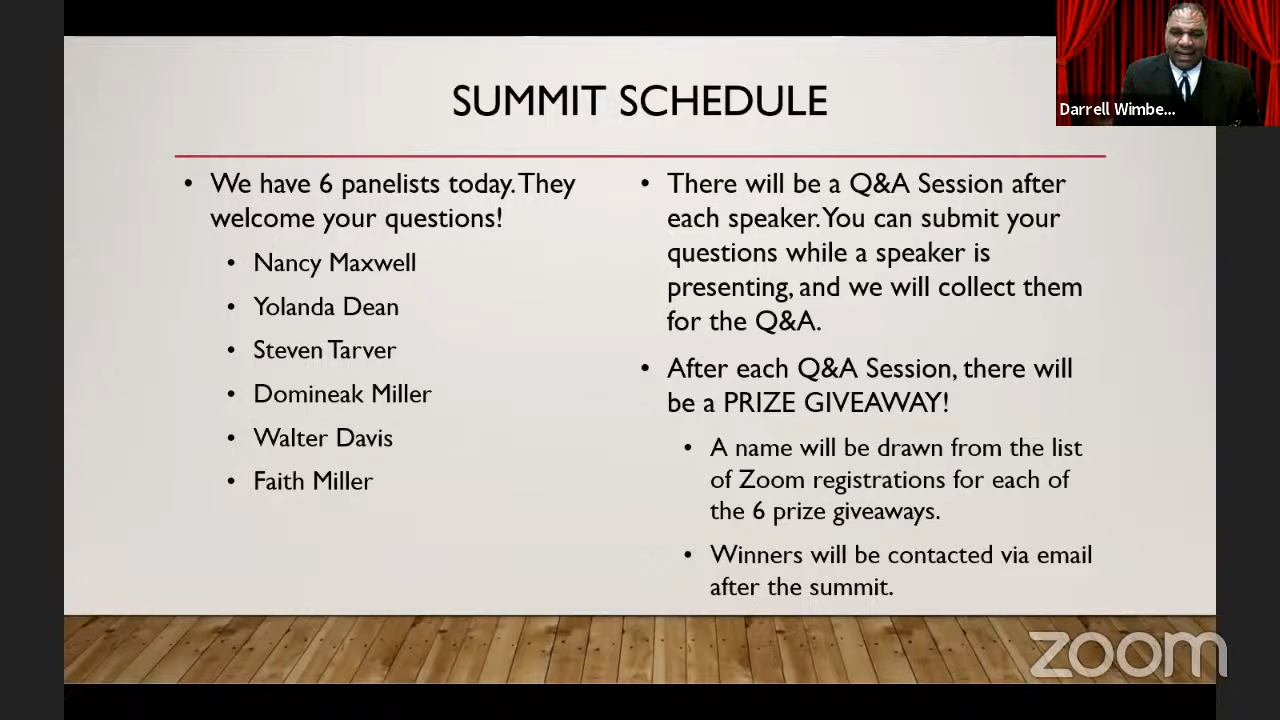 SUMMIT SCHEDULE
Darrell Wimbe...
• We have 6 panelists today. They
welcome your questions!
• Nancy Maxwell
• Yolanda Dean
• Steven Tarver
• Domineak Miller
• Walter Davis
• Faith Miller
• There will be a Q&A Session after
each speaker. You can submit your
questions while a speaker is
presenting, and we will collect them
for the Q&A.
• After each Q&A Session, there will
be a PRIZE GIVEAWAY!
• A name will be drawn from the list
of Zoom registrations for each of
the 6 prize giveaways.
• Winners will be contacted via email
after the summit.
zoom